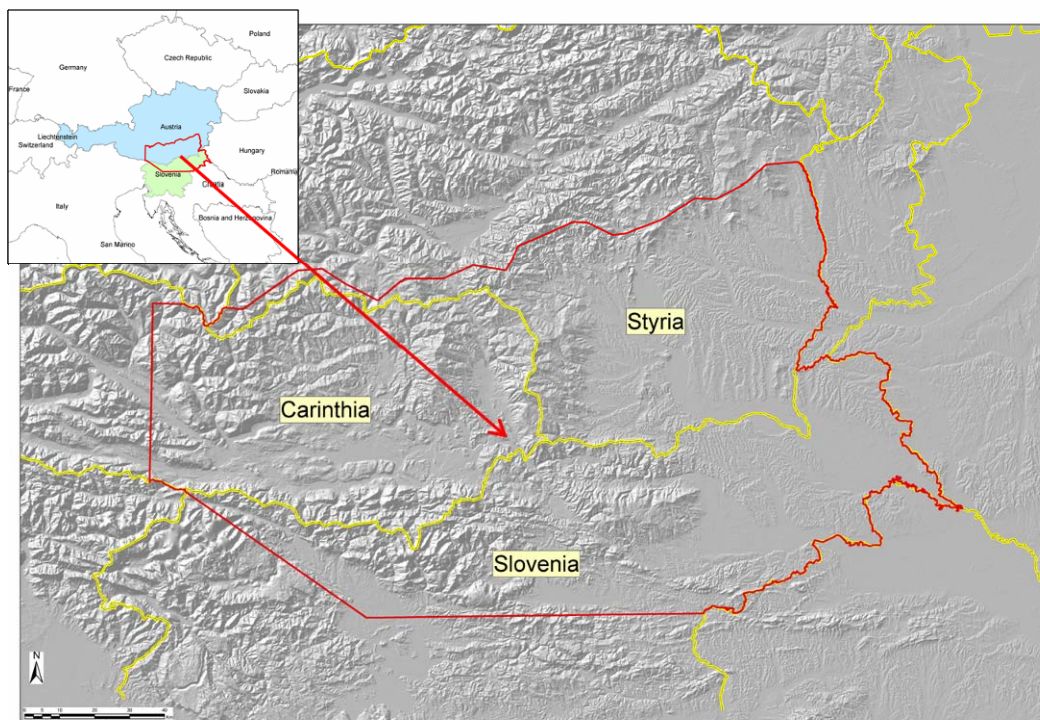 Poland
Czech Republic
Germany
Slovakia
France
Austria
Liechtenstein
Switzerland
Hungary
Romania
Slovenia
Croatia
Italy
Bosnia and Herzegovina
San Marino
Styria
Carinthia
Slovenia
N
0 5 10 20 30 40